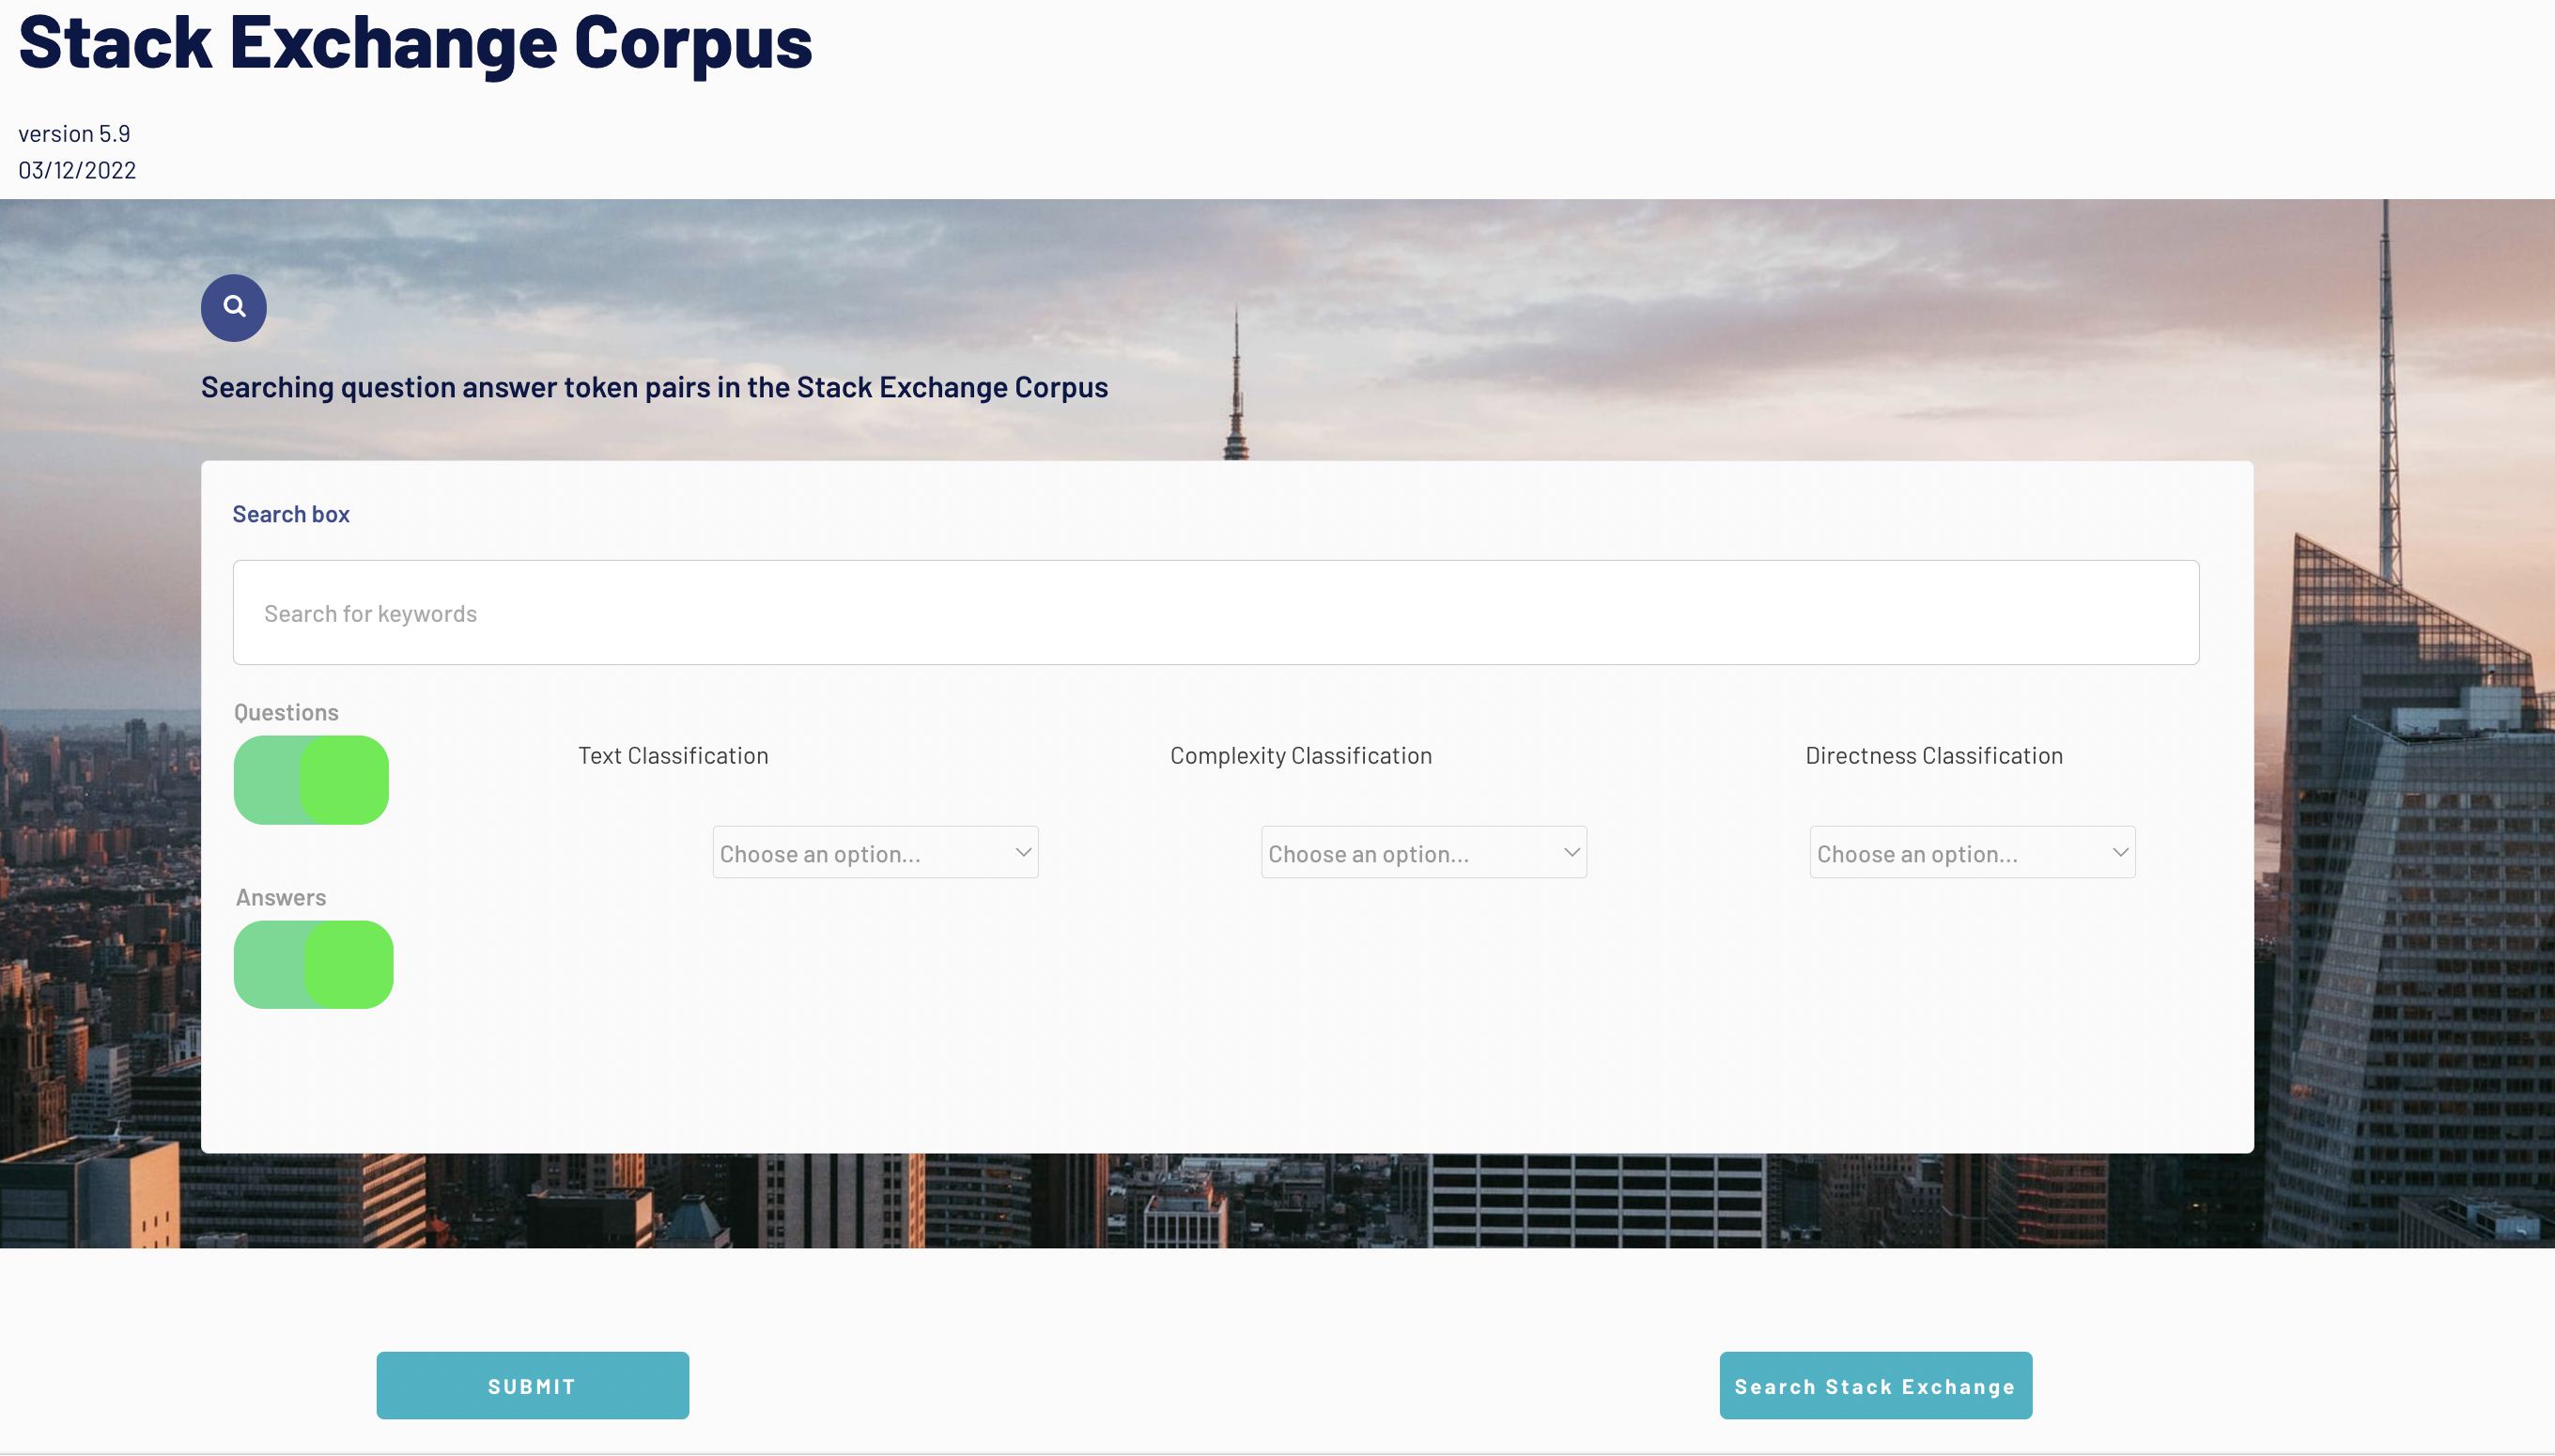 Stack Exchange Corpus
version 5.9
03/12/2022
Searching question answer token pairs in the Stack Exchange Corpus
Search box
Search for keywords
Questions
Text Classification Complexity Classification Directness Classification
Choose an option... Choose an option... Choose an option...
Answers
SUBMIT Search Stack Exchange